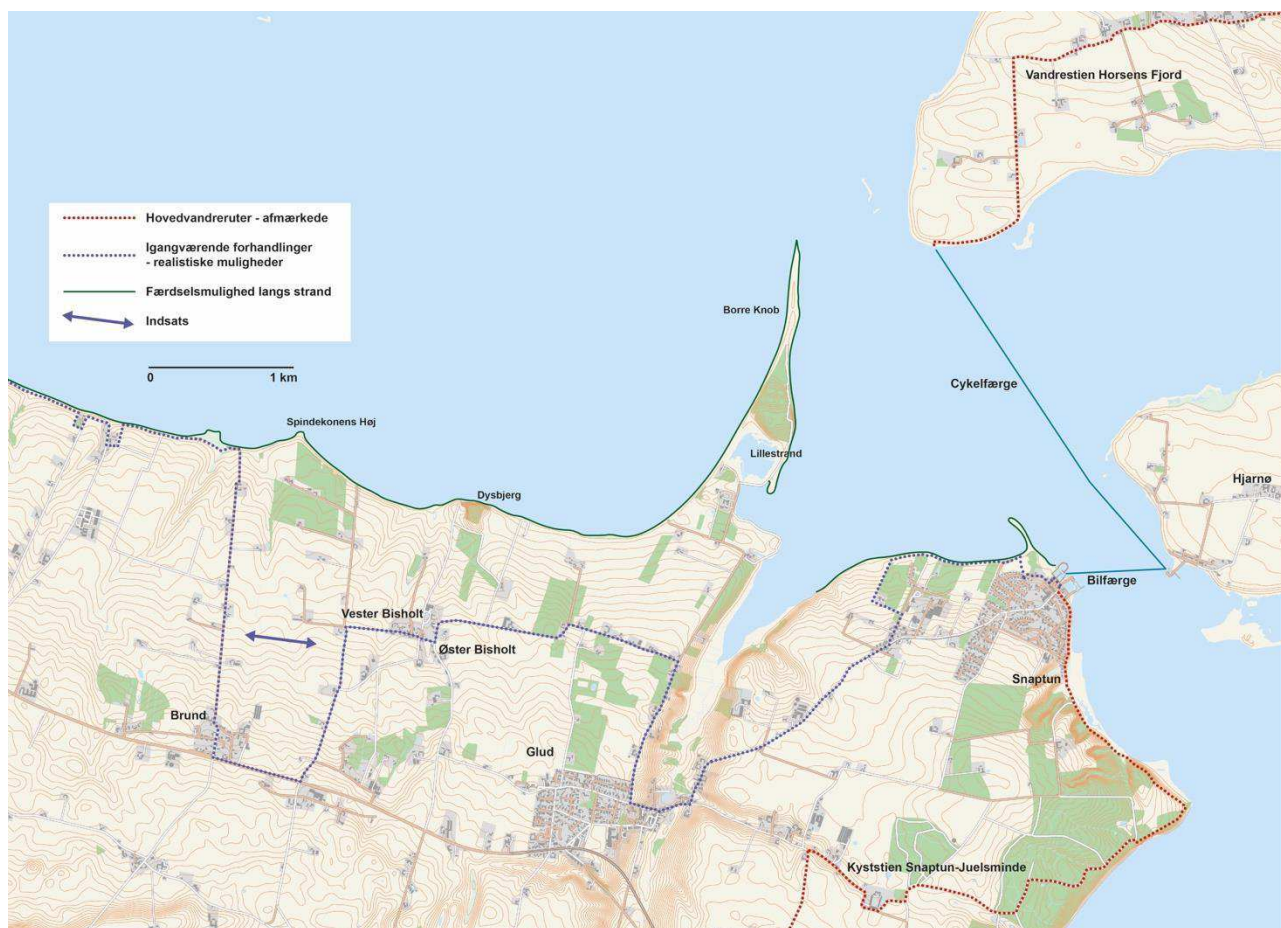 Vandrestien Horsens Fjord
Hovedvandreruter - afmærkede
Igangværende forhandlinger
- realistiske muligheder
Færdselsmulighed langs strand
Indsats
0 1 km
Borre Knob
Cykelfærge
Spindekonens Høj
Lillestrand
Dysbjerg
Hjarnø
Bilfærge
Vester Bisholt
Øster Bisholt
Snaptun
Brund
Glud
Kyststien Snaptun-Juelsminde